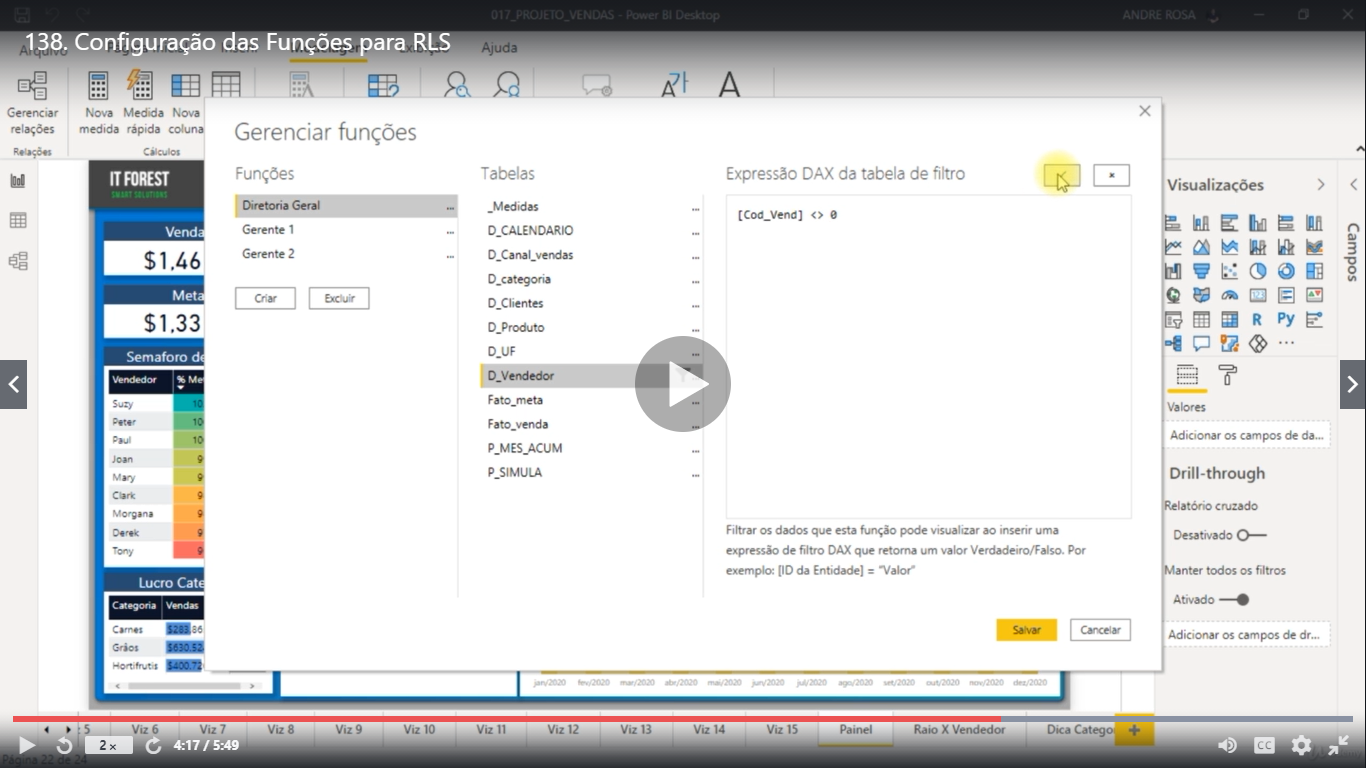 017_PROJETO_VENDAS - Power BI Desktop
ANDRE ROSA
138. Configuração das Funções para RLS
Arquivo
Ajuda
Gerenciar relações
Nova medida
Medida rápida
Nova coluna
Relações
Cálculos
IT FOREST
SMART SOLUTIONS
Venda
$1,46
Meta
$1,33
Semaforo de
Vendedor
% Me
Suzy 10
Peter 10
Paul 10
Joan 9
Mary 9
Clark 9
Morgana 9
Derek 9
Tony 9
Lucro Cate
Categoria Vendas
Carnes $283,86
Grãos $630.52
Hortifrutis $400.72
Gerenciar funções
Funções
Diretoria Geral ...
Gerente 1 ...
Gerente 2 ...
Criar
Excluir
Tabelas
_Medidas ...
D_CALENDARIO ...
D_Canal_vendas ...
D_categoria ...
D_Clientes ...
D_Produto ...
D_UF ...
D_Vendedor
Fato_meta ...
Fato_venda ...
P_MES_ACUM ...
P_SIMULA ...
Expressão DAX da tabela de filtro
[Cod_Vend] <> 0
Filtrar os dados que esta função pode visualizar ao inserir uma
expressão de filtro DAX que retorna um valor Verdadeiro/Falso. Por
exemplo: [ID da Entidade] = "Valor"
Salvar
Cancelar
Visualizações
Campos
R
Py
...
Valores
Adicionar os campos de da...
Drill-through
Relatório cruzado
Desativado
Manter todos os filtros
Ativado
Adicionar os campos de dr...
jan/2020 fev/2020 mar/2020 abr/2020 mai/2020 jun/2020 jul/2020 ago/2020 set/2020 out/2020 nov/2020 dez/2020
5 Viz 6 Viz 7 Viz 8 Viz 9 Viz 10 Viz 11 Viz 12 Viz 13 Viz 14 Viz 15 Painel Raio X Vendedor Dica Catego +
2×
4:17 / 5:49
CC
Página 22 de 24